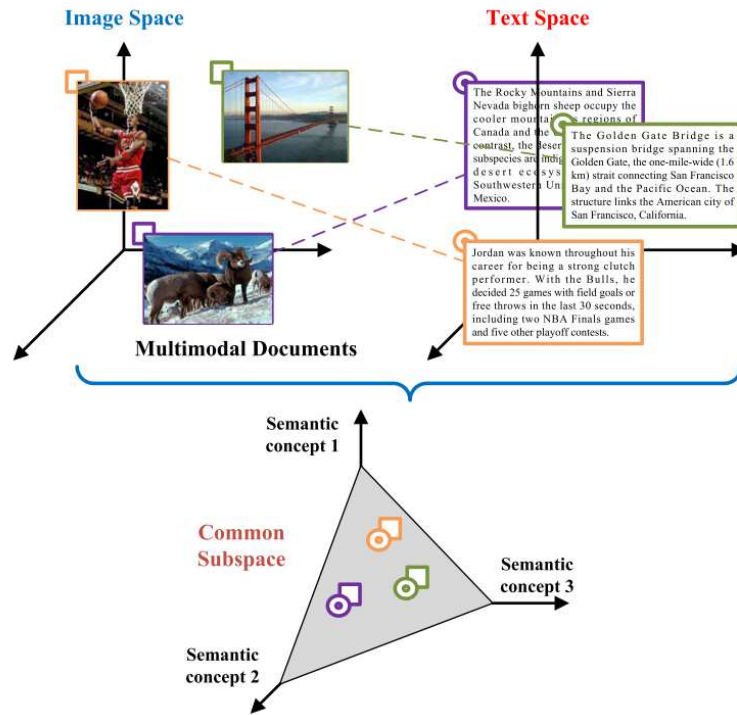 Image Space
Text Space
The Rocky Mountains and Sierra
Nevada bighorn sheep occupy the
cooler regions of
Canada and the
contrast, the
subspecies are
desert
Southwestern
Mexico.
The Golden Gate Bridge is a
suspension bridge spanning the
Golden Gate, the one-mile-wide (1.6
km) strait connecting San Francisco
Bay and the Pacific Ocean. The
structure links the American city of
San Francisco, California.
Jordan was known throughout his
career for being a strong clutch
performer. With the Bulls, he
decided 25 games with field goals or
free throws in the last 30 seconds,
including two NBA Finals games
and five other playoff contests.
Multimodal Documents
Semantic
concept 1
Common
Subspace
Semantic
concept 3
Semantic
concept 2